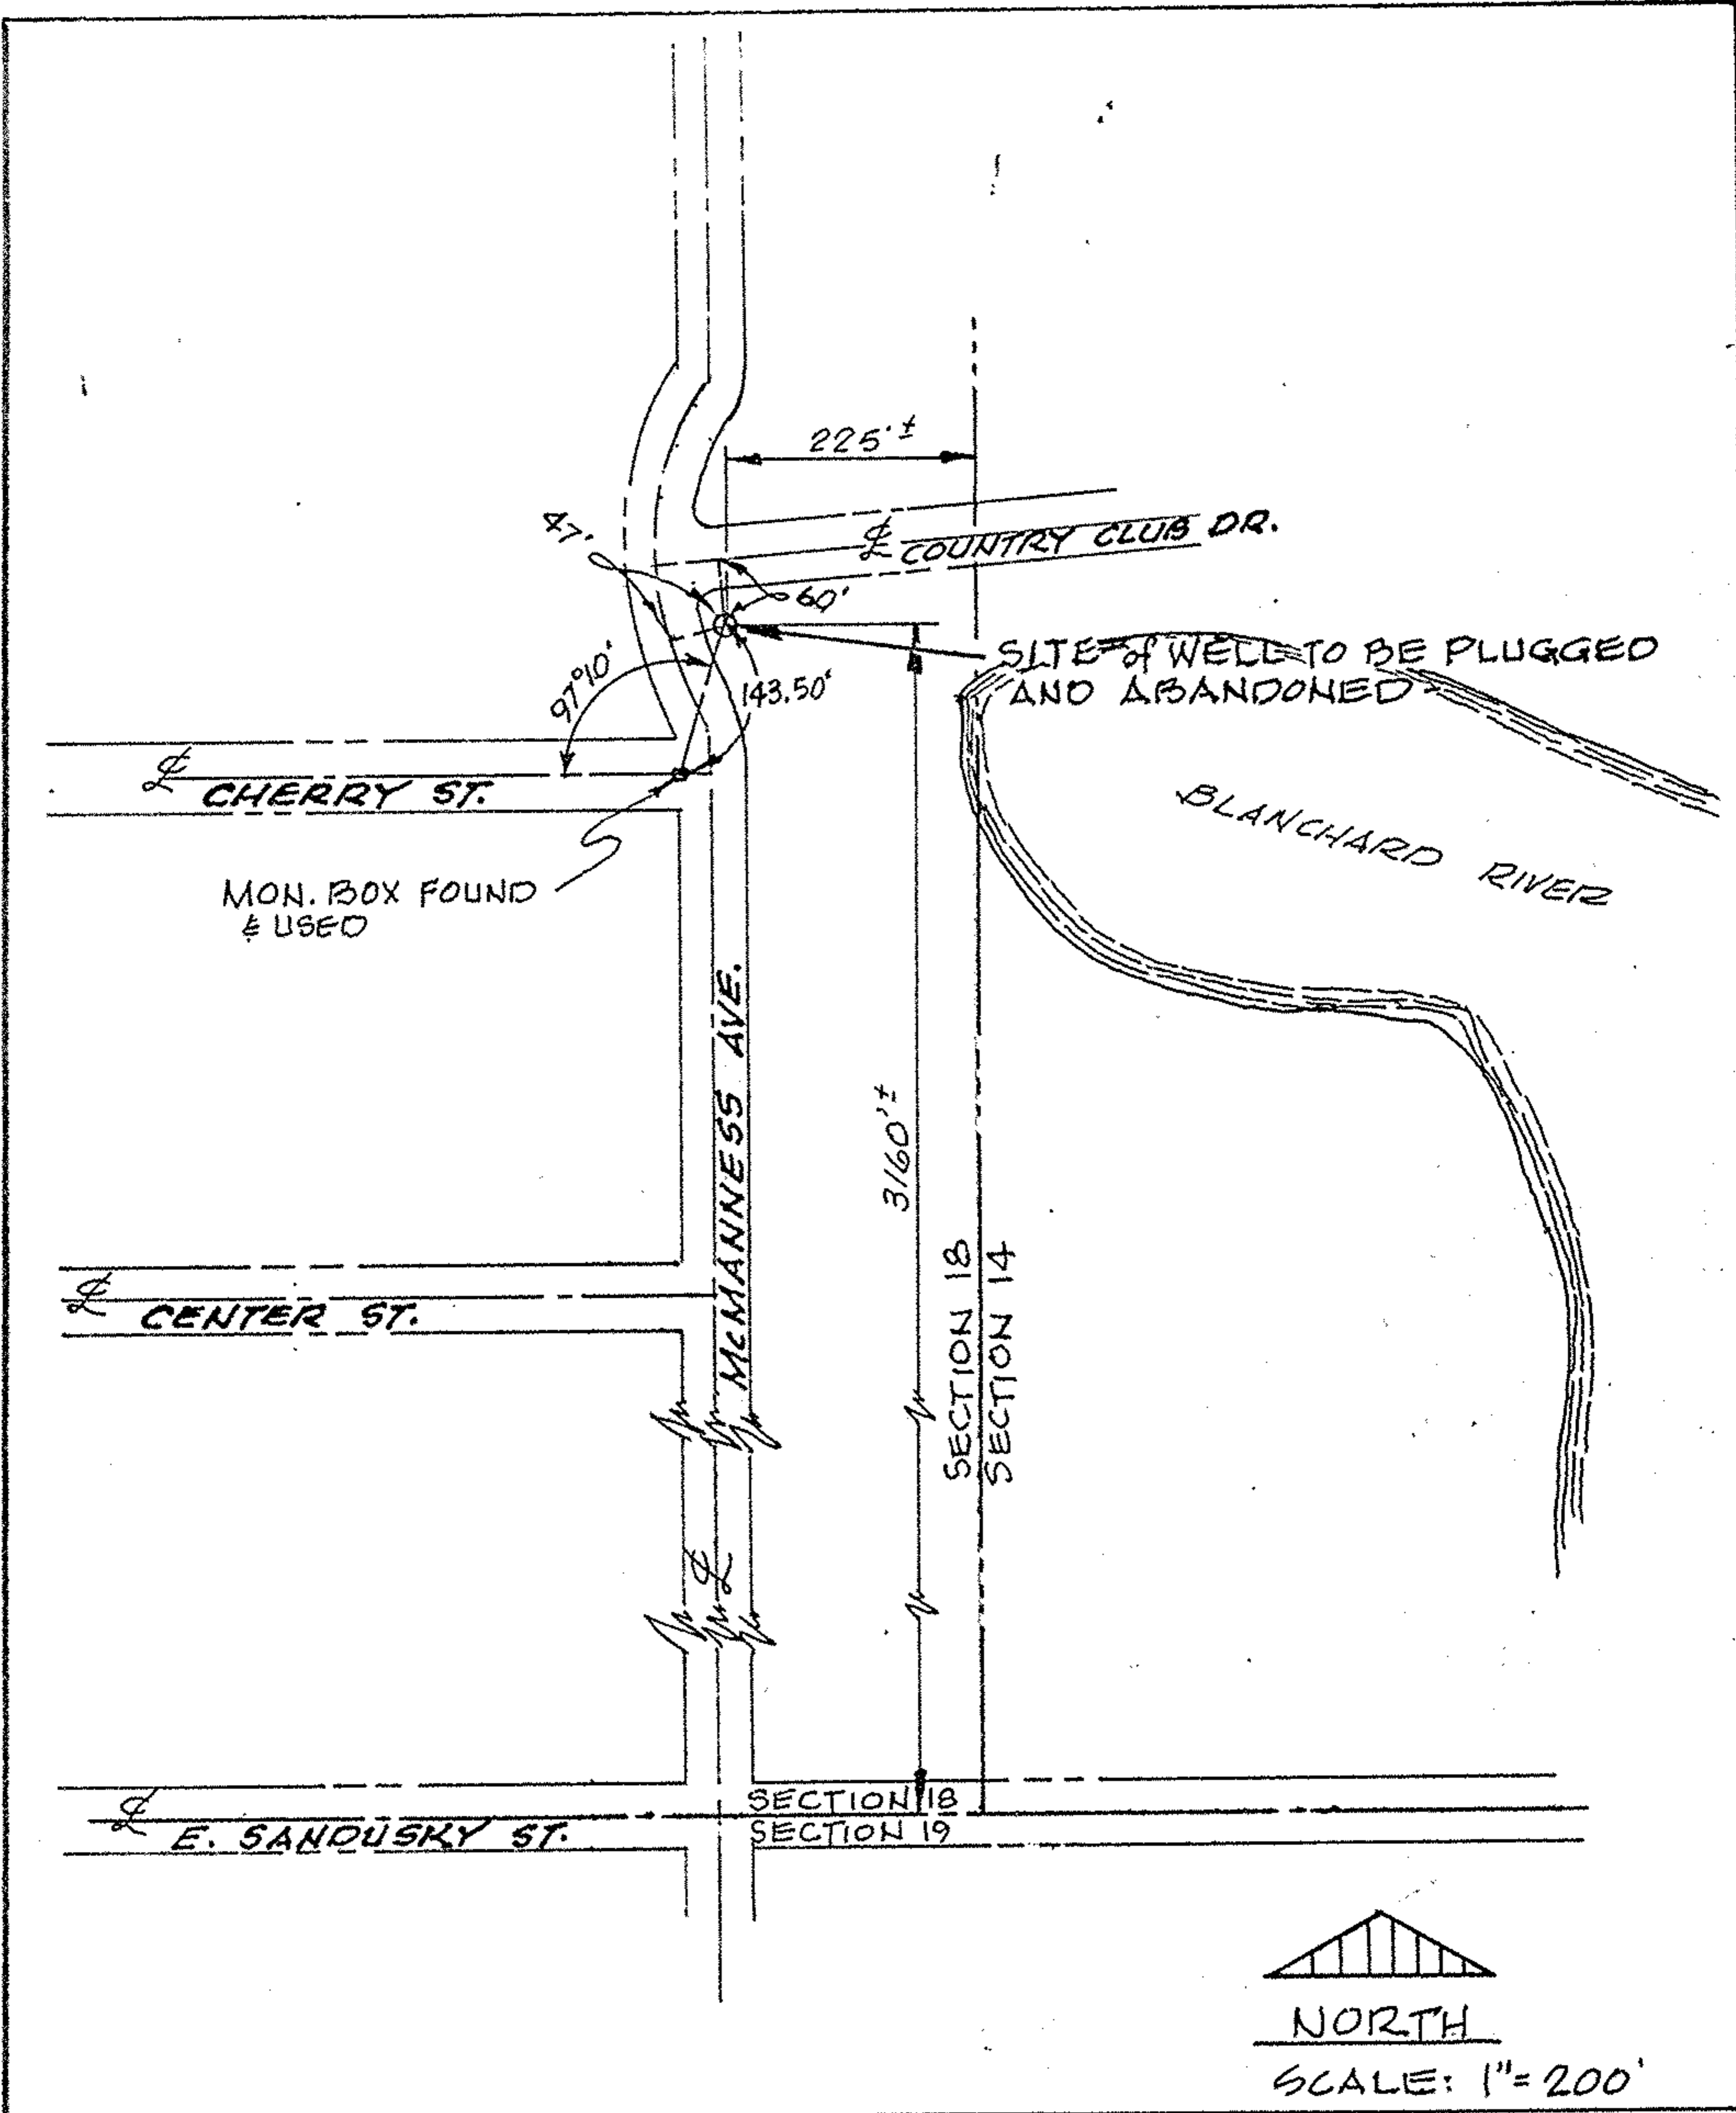 225'±
℄ COUNTRY CLUB DR.
47'
60'
SITE of WELL TO BE PLUGGED
AND ABANDONED
97°10'
143.50'
℄ CHERRY ST.
BLANCHARD RIVER
MON. BOX FOUND
& USED
McMANNESS AVE.
℄
3160'±
SECTION 18
SECTION 14
℄ CENTER ST.
SECTION 18
SECTION 19
℄ E. SANDUSKY ST.
NORTH
SCALE: 1"=200'